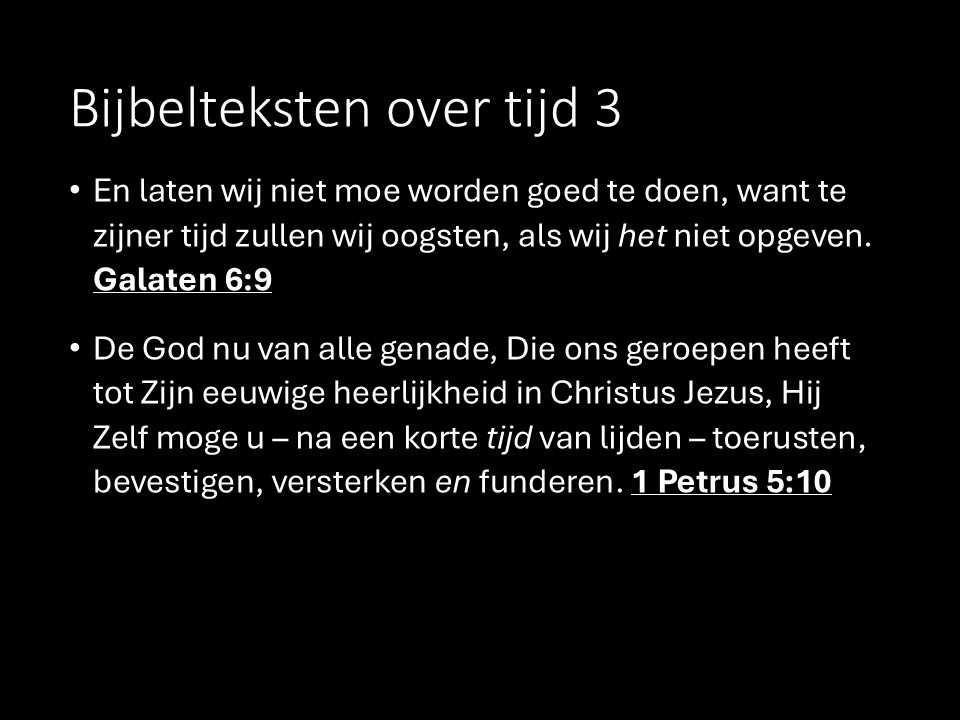 Bijbelteksten over tijd 3
• En laten wij niet moe worden goed te doen, want te
zijner tijd zullen wij oogsten, als wij het niet opgeven.
Galaten 6:9
• De God nu van alle genade, Die ons geroepen heeft
tot Zijn eeuwige heerlijkheid in Christus Jezus, Hij
Zelf moge u – na een korte tijd van lijden – toerusten,
bevestigen, versterken en funderen. 1 Petrus 5:10